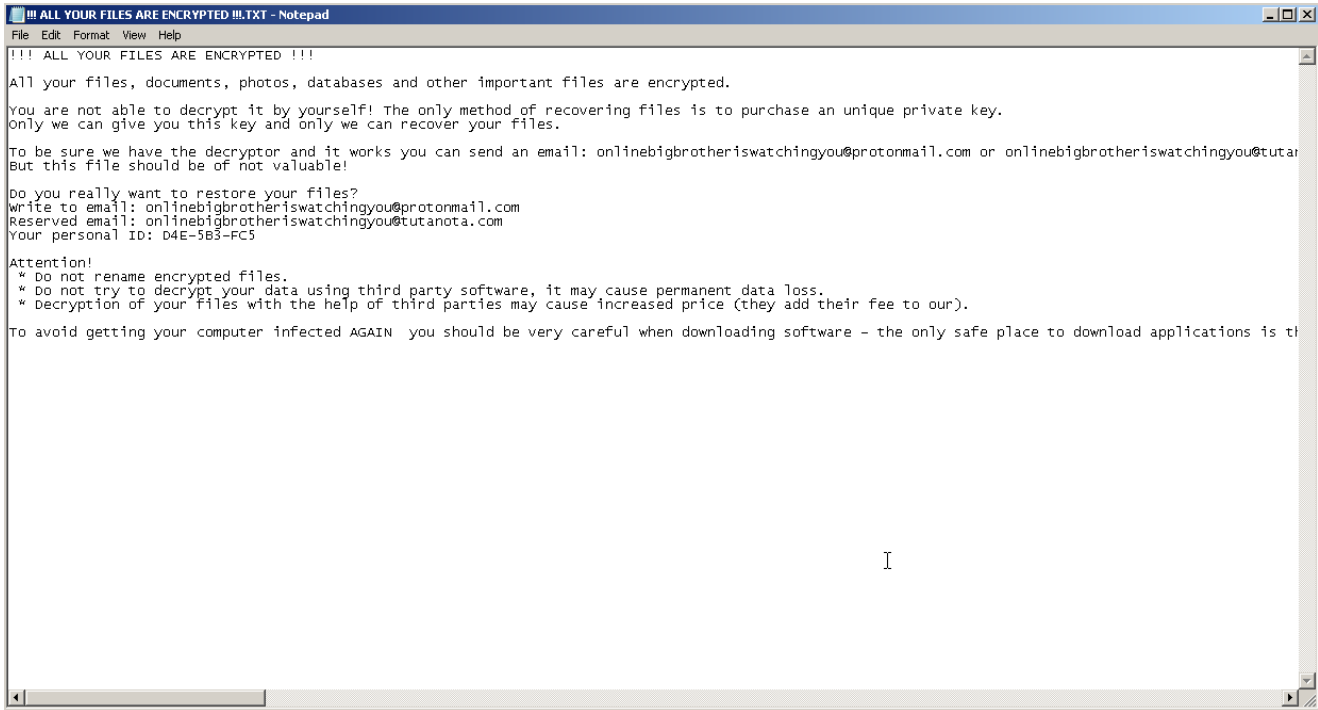 !!! ALL YOUR FILES ARE ENCRYPTED !!!.TXT - Notepad
File Edit Format View Help
!!! ALL YOUR FILES ARE ENCRYPTED !!!
All your files, documents, photos, databases and other important files are encrypted.
You are not able to decrypt it by yourself! The only method of recovering files is to purchase an unique private key.
Only we can give you this key and only we can recover your files.
To be sure we have the decryptor and it works you can send an email: onlinebigbrotheriswatchingyou@protonmail.com or onlinebigbrotheriswatchingyou@tutar
But this file should be of not valuable!
Do you really want to restore your files?
Write to email: onlinebigbrotheriswatchingyou@protonmail.com
Reserved email: onlinebigbrotheriswatchingyou@tutanota.com
Your personal ID: D4E-5B3-FC5
Attention!
* Do not rename encrypted files.
* Do not try to decrypt your data using third party software, it may cause permanent data loss.
* Decryption of your files with the help of third parties may cause increased price (they add their fee to our).
To avoid getting your computer infected AGAIN  you should be very careful when downloading software – the only safe place to download applications is th